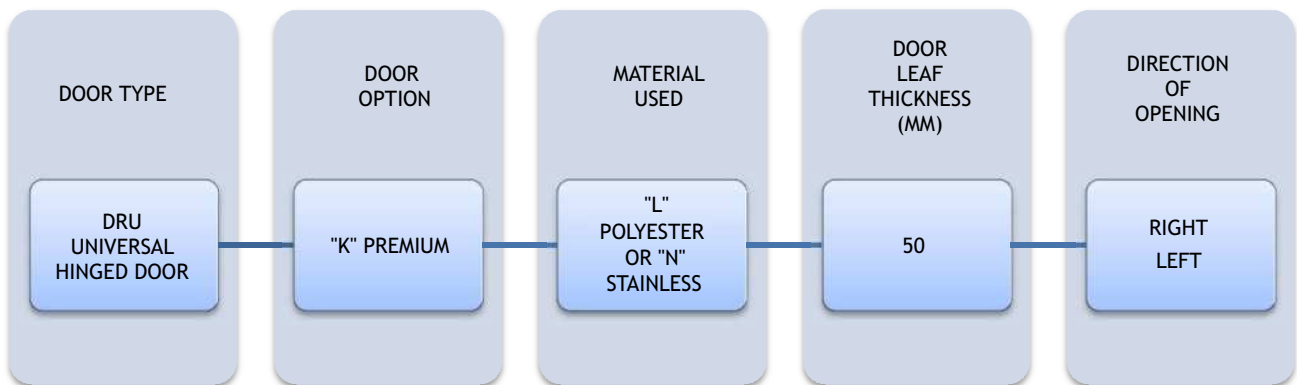 DOOR TYPE
DOOR
OPTION
MATERIAL
USED
DOOR
LEAF
THICKNESS
(MM)
DIRECTION
OF
OPENING
DRU
UNIVERSAL
HINGED DOOR
"K" PREMIUM
"L"
POLYESTER
OR "N"
STAINLESS
50
RIGHT
LEFT